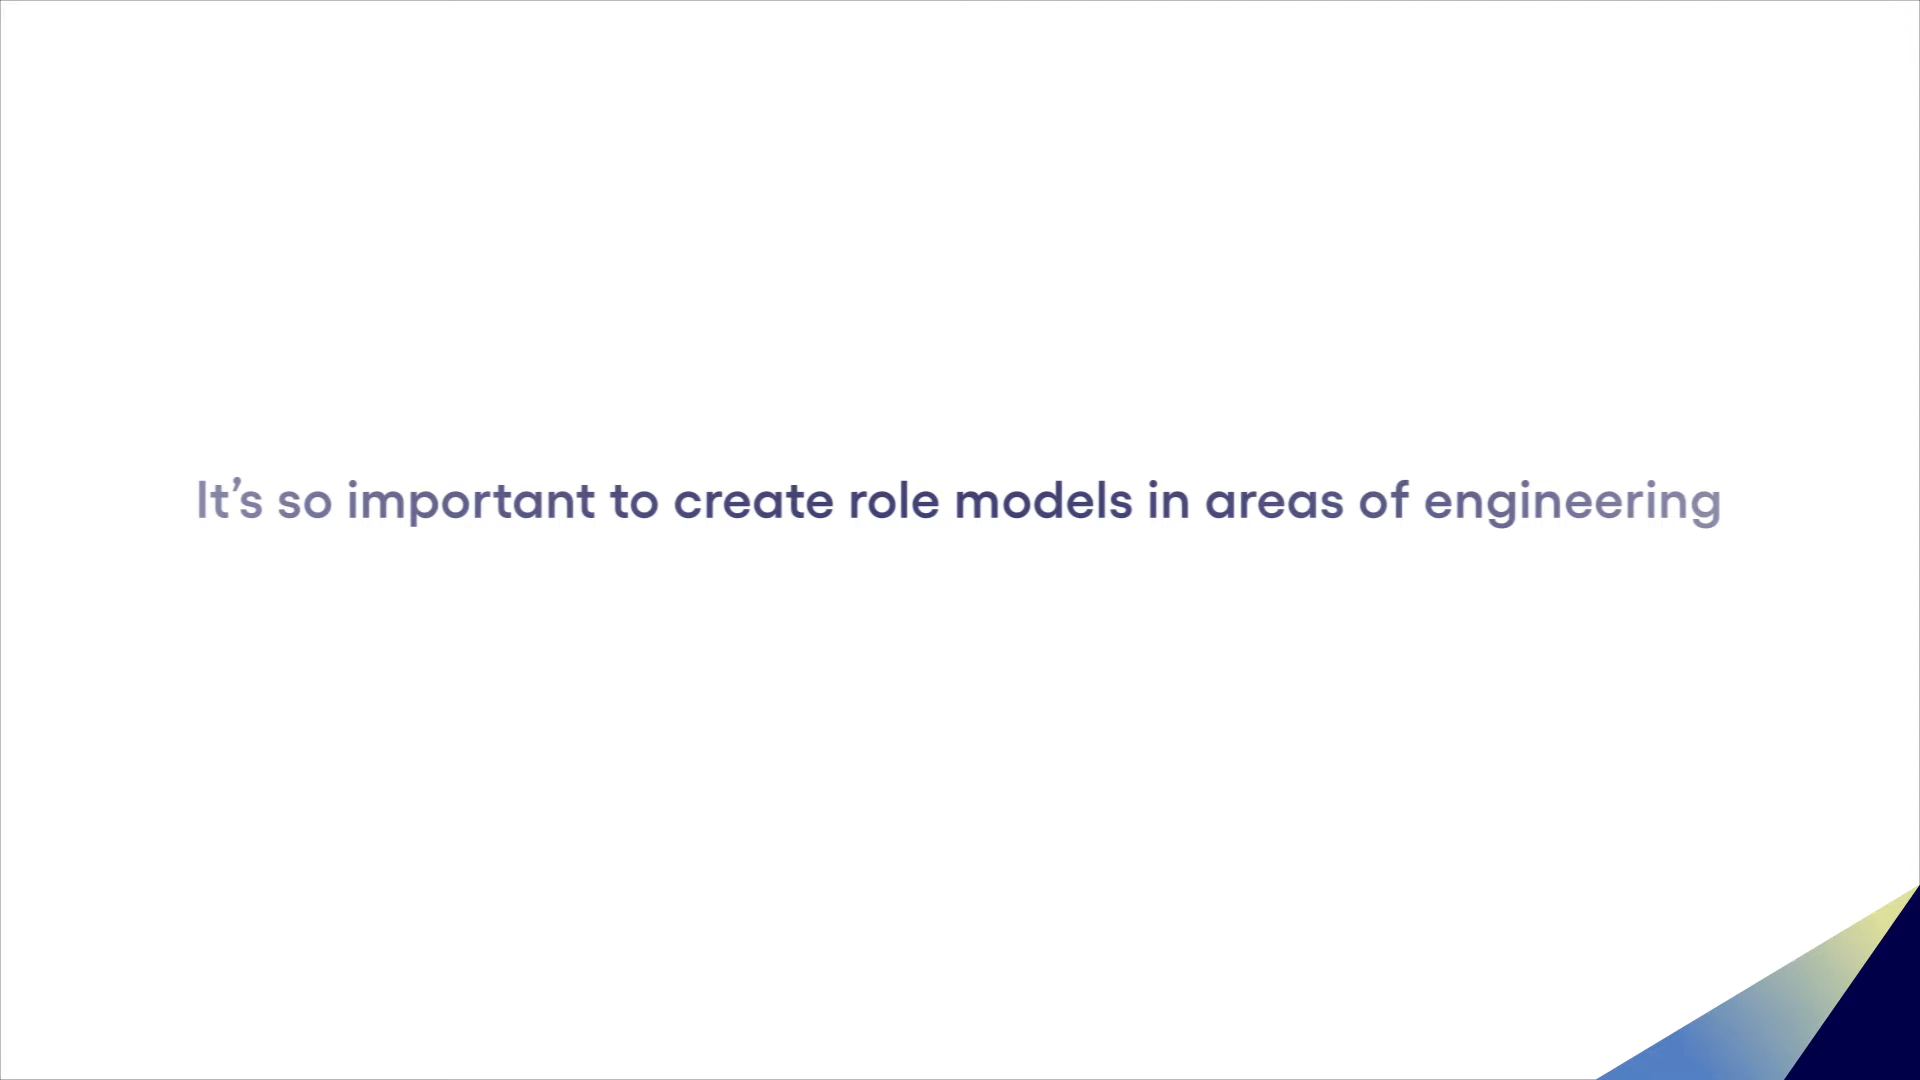 It’s so important to create role models in areas of engineering